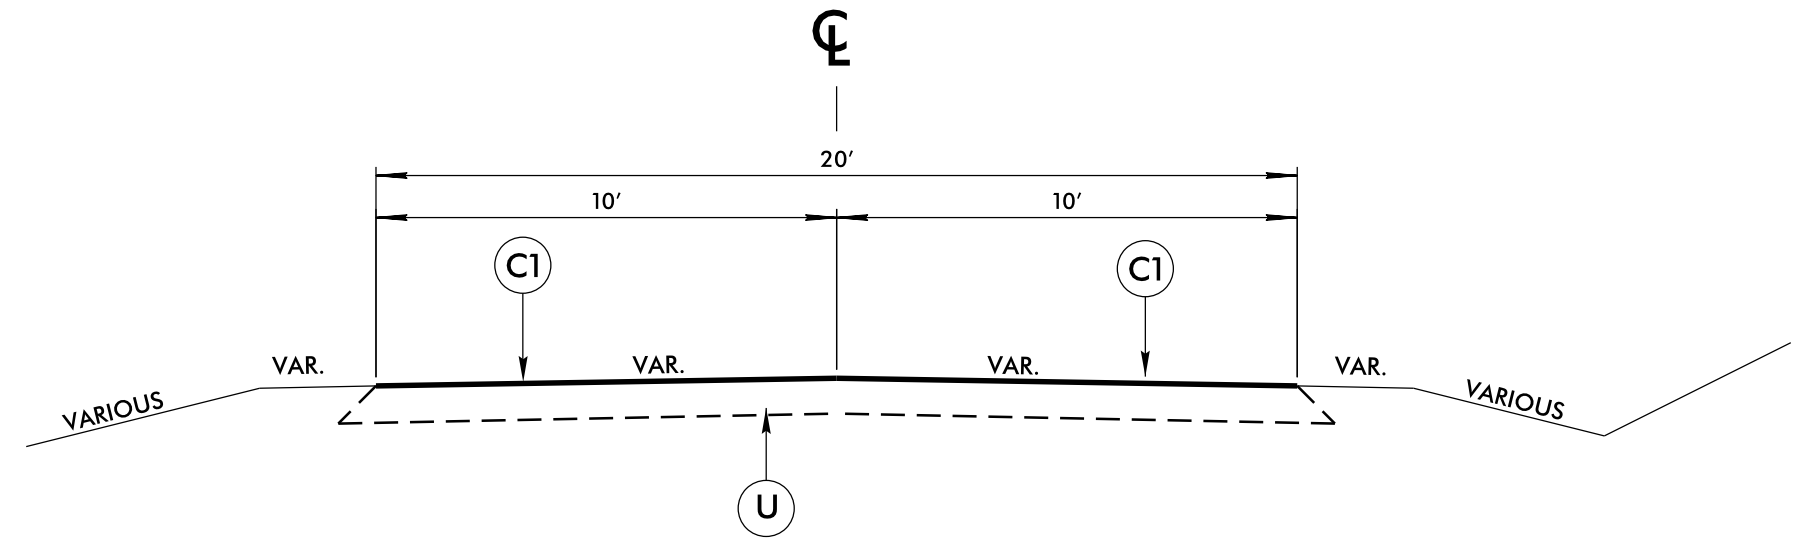 ℄
20'
10' 10'
C1 C1
VAR. VAR. VAR. VAR.
VARIOUS VARIOUS
U